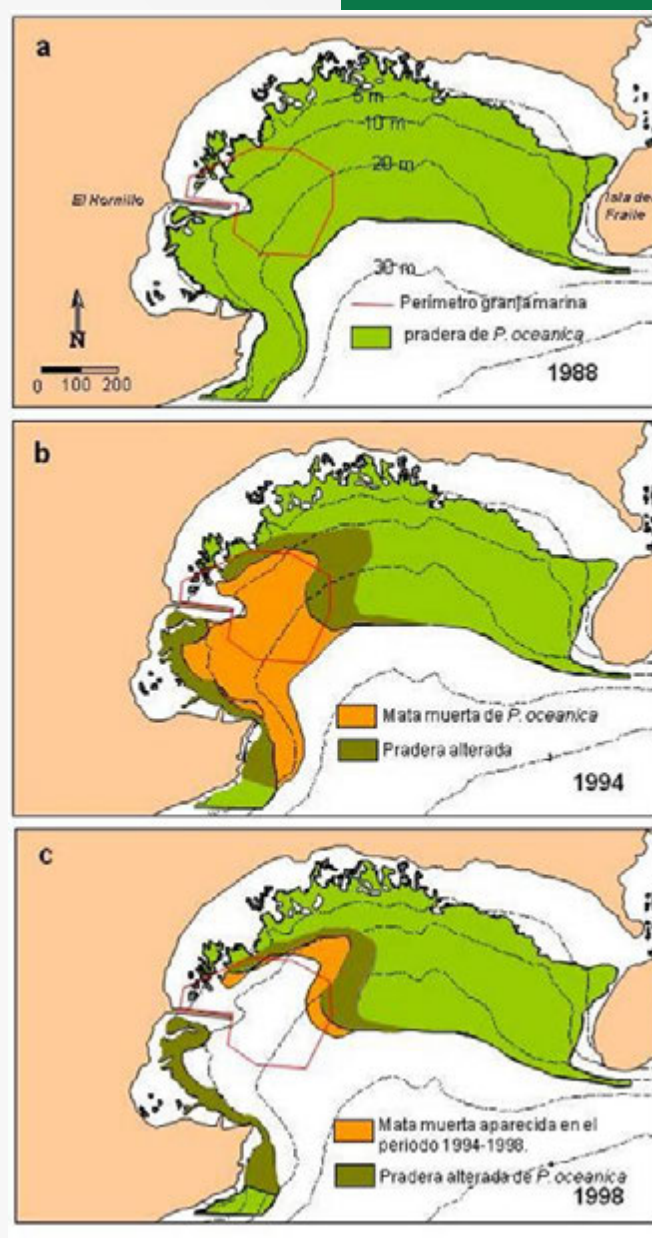 a
5 m
10 m
20 m
El Hornillo
Isla del
Fraile
30 m
Perímetro granja marina
N
pradera de P. oceanica
0 100 200
1988
b
Mata muerta de P. oceanica
Pradera alterada
1994
c
Mata muerta aparecida en el
periodo 1994-1998.
Pradera alterada de P. oceanica
1998